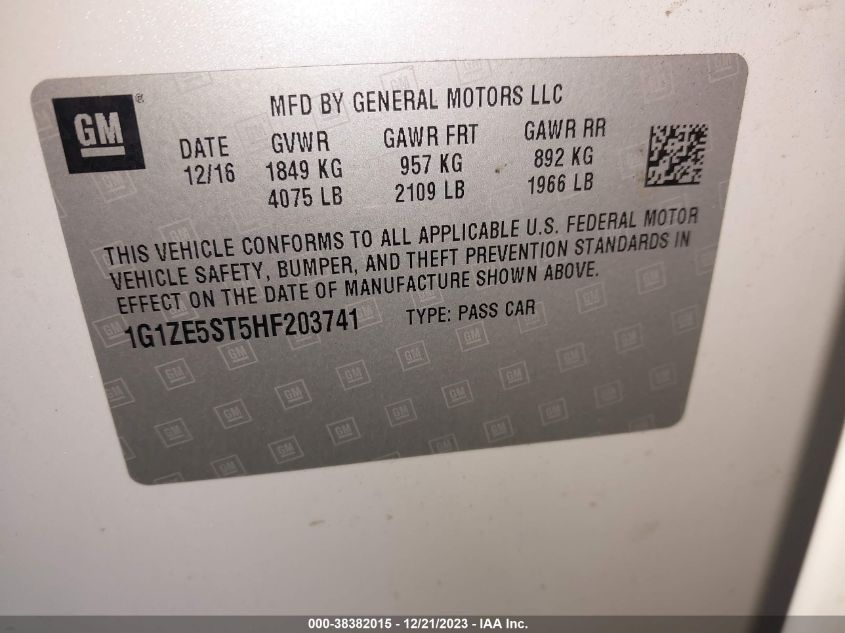 GM®
MFD BY GENERAL MOTORS LLC
DATE GVWR GAWR FRT GAWR RR
12/16 1849 KG 957 KG 892 KG
4075 LB 2109 LB 1966 LB
THIS VEHICLE CONFORMS TO ALL APPLICABLE U.S. FEDERAL MOTOR
VEHICLE SAFETY, BUMPER, AND THEFT PREVENTION STANDARDS IN
EFFECT ON THE DATE OF MANUFACTURE SHOWN ABOVE.
1G1ZE5ST5HF203741 TYPE: PASS CAR
000-38382015 - 12/21/2023 - IAA Inc.